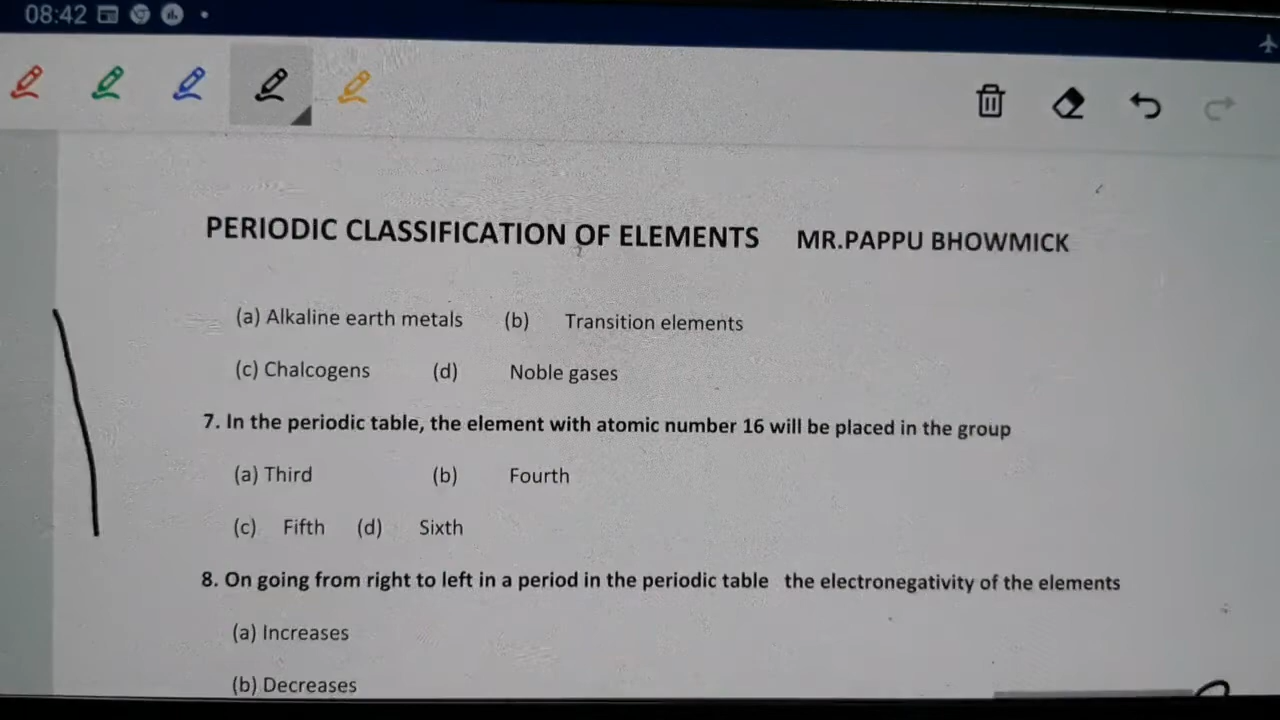 08:42
PERIODIC CLASSIFICATION OF ELEMENTS MR.PAPPU BHOWMICK
(a) Alkaline earth metals (b) Transition elements
(c) Chalcogens (d) Noble gases
7. In the periodic table, the element with atomic number 16 will be placed in the group
(a) Third (b) Fourth
(c) Fifth (d) Sixth
8. On going from right to left in a period in the periodic table the electronegativity of the elements
(a) Increases
(b) Decreases